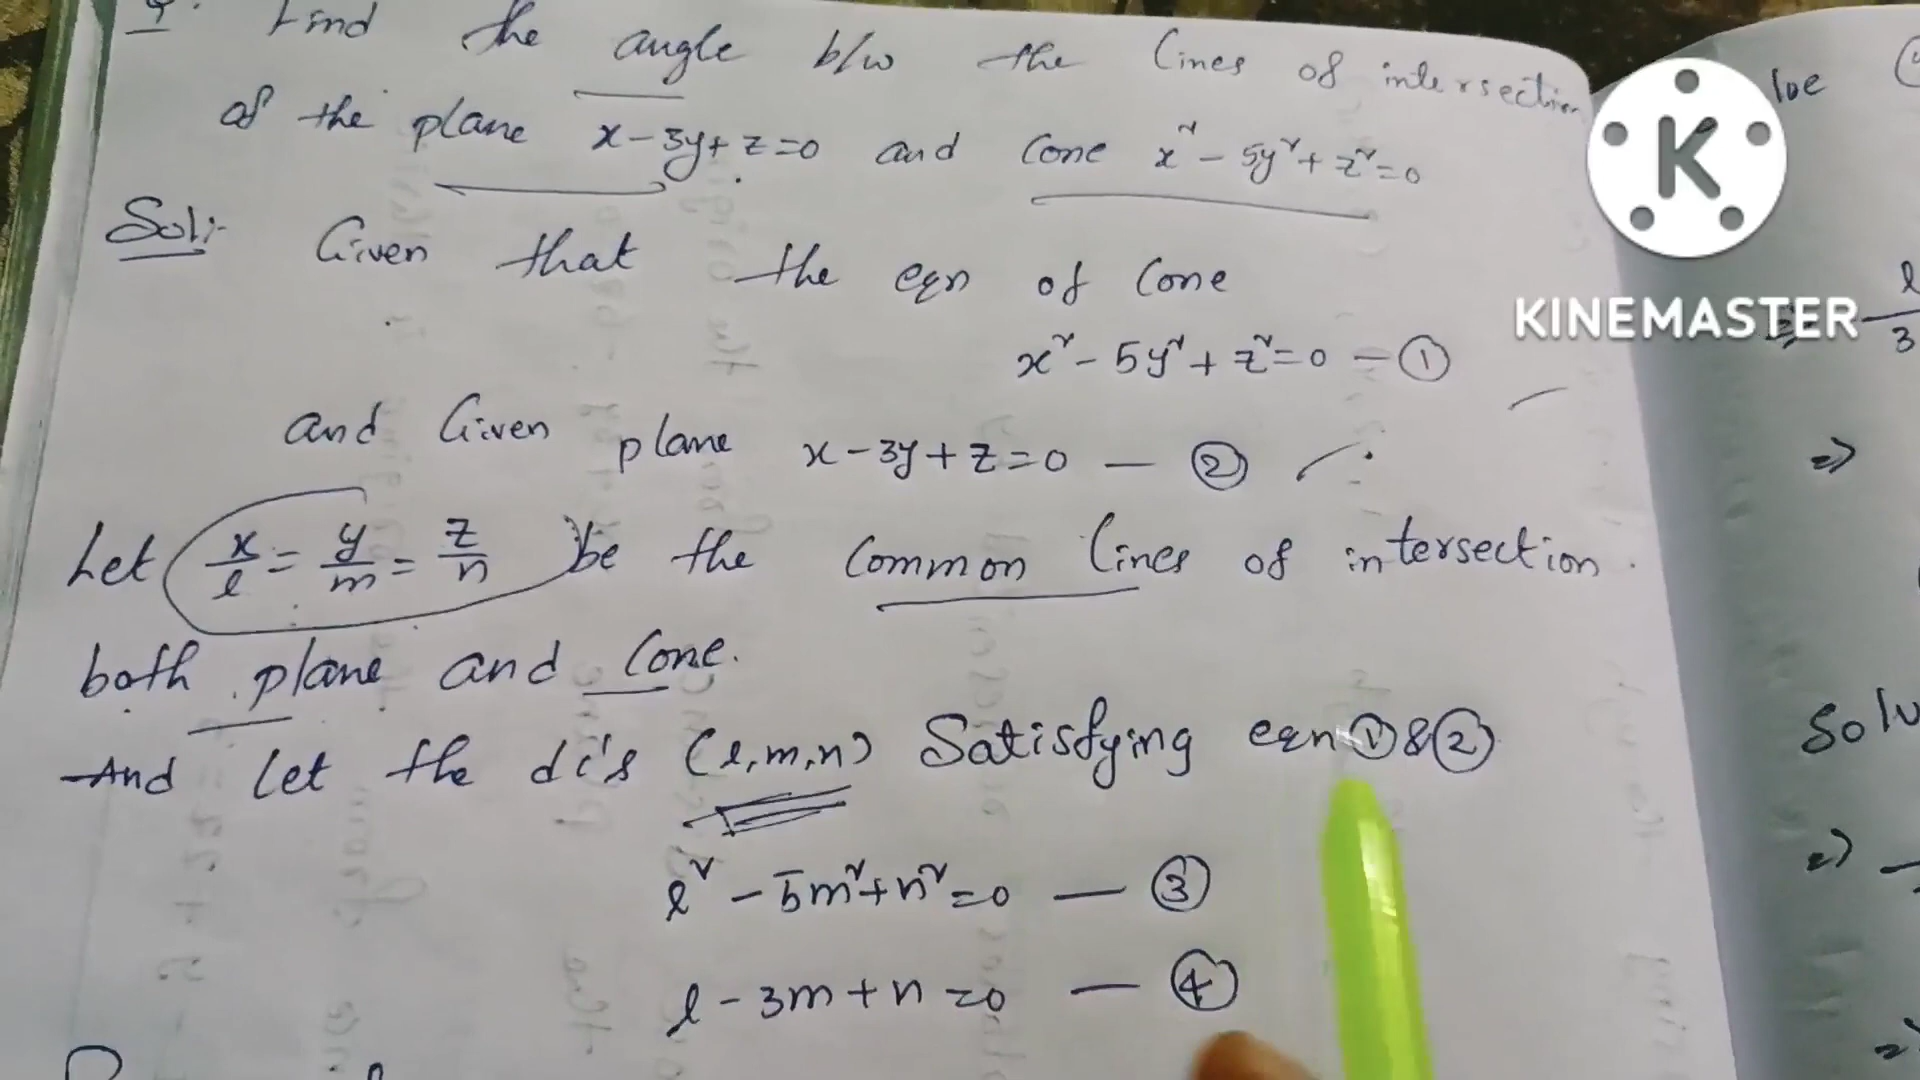 Find the angle b/w the lines of intersection
of the plane x-3y+z=0 and cone x²-5y²+z²=0
Sol:- Given that the eqn of cone
x²-5y²+z²=0 — ①
and Given plane x-3y+z=0 — ②
Let x/l = y/m = z/n be the common lines of intersection.
both plane and cone.
And let the dc's (l,m,n) Satisfying eqn ① & ②
l²-5m²+n²=0 — ③
l-3m+n=0 — ④
K
KINEMASTER
l
3
=>
Solv
=>
=>